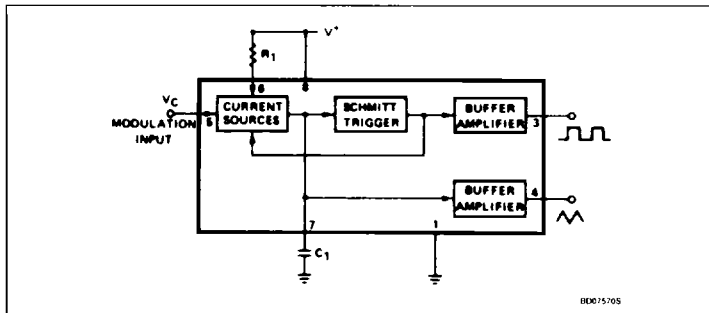 V+
R1
6
8
VC
MODULATION
INPUT
5
CURRENT
SOURCES
SCHMITT
TRIGGER
BUFFER
AMPLIFIER
3
BUFFER
AMPLIFIER
4
7
1
C1
BD07570S